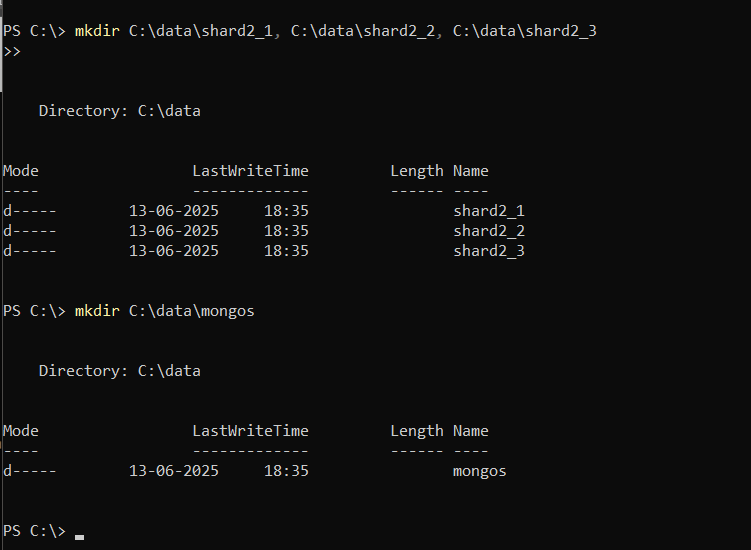 PS C:\> mkdir C:\data\shard2_1, C:\data\shard2_2, C:\data\shard2_3
>>
Directory: C:\data
Mode LastWriteTime Length Name
---- ------------- ------ ----
d----- 13-06-2025 18:35 shard2_1
d----- 13-06-2025 18:35 shard2_2
d----- 13-06-2025 18:35 shard2_3
PS C:\> mkdir C:\data\mongos
Directory: C:\data
Mode LastWriteTime Length Name
---- ------------- ------ ----
d----- 13-06-2025 18:35 mongos
PS C:\>